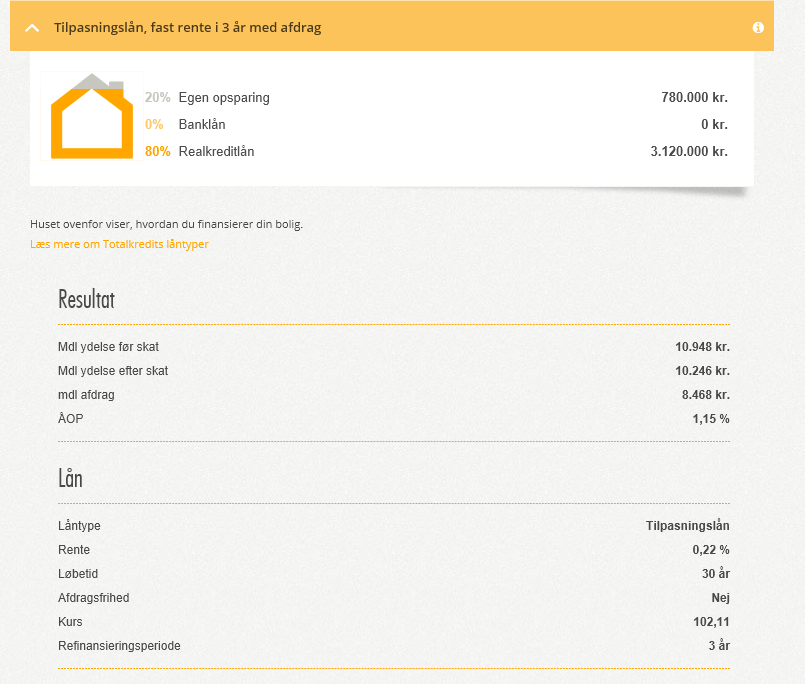 Tilpasningslån, fast rente i 3 år med afdrag
20% Egen opsparing 780.000 kr.
0% Banklån 0 kr.
80% Realkreditlån 3.120.000 kr.
Huset ovenfor viser, hvordan du finansierer din bolig.
Læs mere om Totalkredits låntyper
Resultat
Mdl ydelse før skat 10.948 kr.
Mdl ydelse efter skat 10.246 kr.
mdl afdrag 8.468 kr.
ÅOP 1,15 %
Lån
Låntype Tilpasningslån
Rente 0,22 %
Løbetid 30 år
Afdragsfrihed Nej
Kurs 102,11
Refinansieringsperiode 3 år